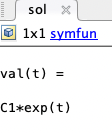 sol ×
1x1 symfun
val(t) =
C1*exp(t)